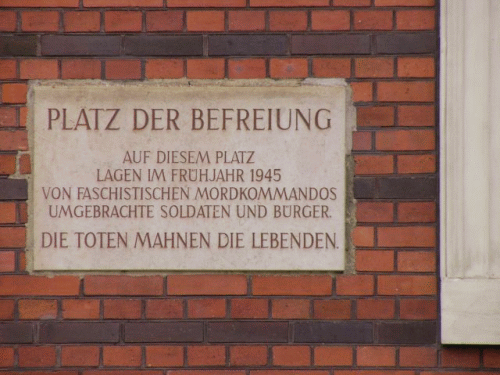 PLATZ DER BEFREIUNG
AUF DIESEM PLATZ
LAGEN IM FRÜHJAHR 1945
VON FASCHISTISCHEN MORDKOMMANDOS
UMGEBRACHTE SOLDATEN UND BÜRGER.
DIE TOTEN MAHNEN DIE LEBENDEN.